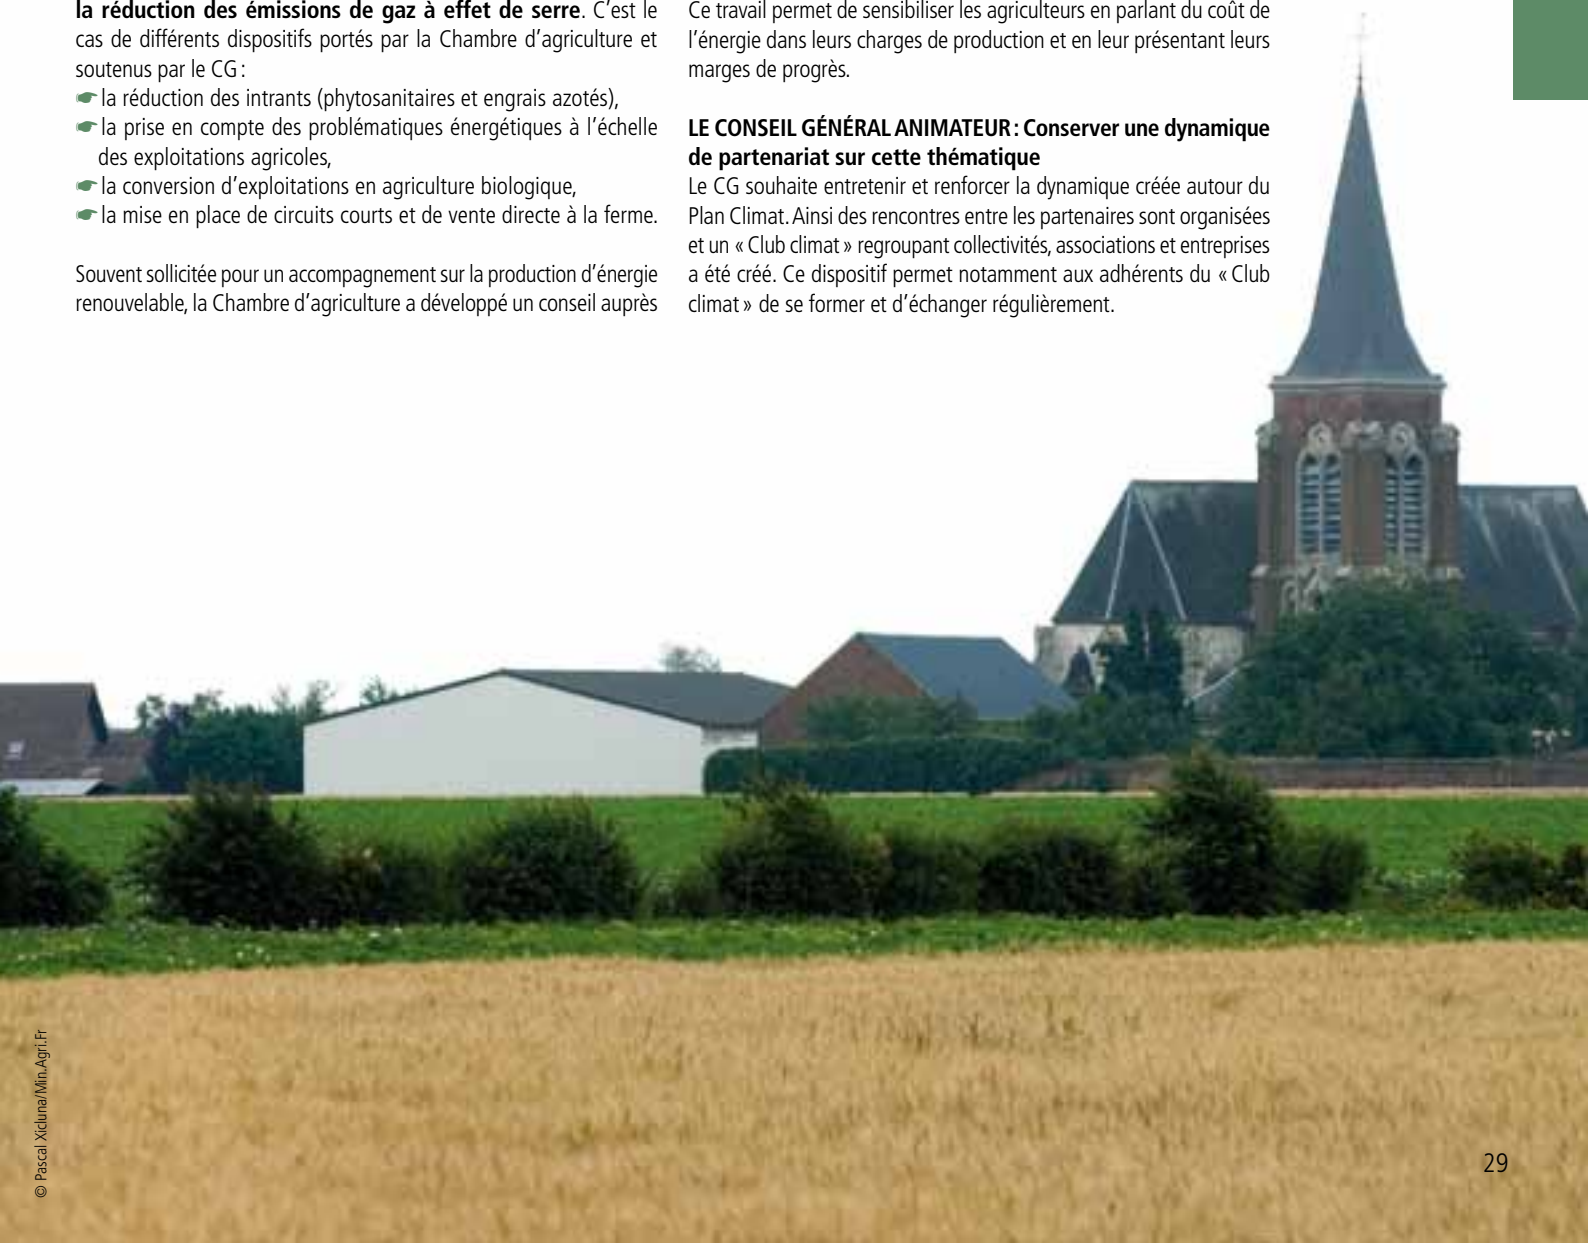 la réduction des émissions de gaz à effet de serre. C’est le
cas de différents dispositifs portés par la Chambre d’agriculture et
soutenus par le CG :
☛ la réduction des intrants (phytosanitaires et engrais azotés),
☛ la prise en compte des problématiques énergétiques à l’échelle
des exploitations agricoles,
☛ la conversion d’exploitations en agriculture biologique,
☛ la mise en place de circuits courts et de vente directe à la ferme.
Souvent sollicitée pour un accompagnement sur la production d’énergie
renouvelable, la Chambre d’agriculture a développé un conseil auprès
Ce travail permet de sensibiliser les agriculteurs en parlant du coût de
l’énergie dans leurs charges de production et en leur présentant leurs
marges de progrès.
LE CONSEIL GÉNÉRAL ANIMATEUR : Conserver une dynamique
de partenariat sur cette thématique
Le CG souhaite entretenir et renforcer la dynamique créée autour du
Plan Climat. Ainsi des rencontres entre les partenaires sont organisées
et un « Club climat » regroupant collectivités, associations et entreprises
a été créé. Ce dispositif permet notamment aux adhérents du « Club
climat » de se former et d’échanger régulièrement.
© Pascal Xicluna/Min.Agri.Fr
29